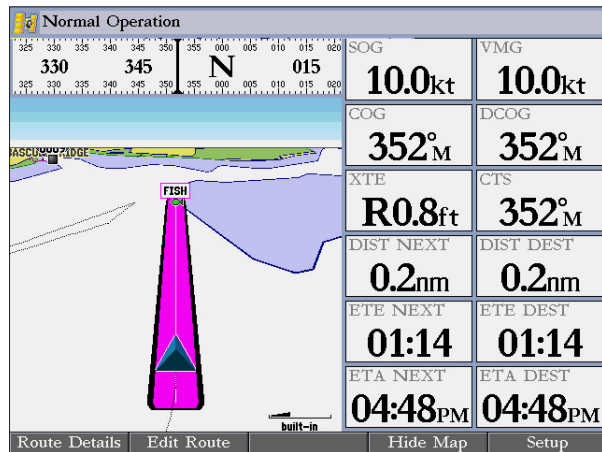 Normal Operation
325 330 335 340 345 350 355 000 005 010 015 020
330 345 N 015
325 330 335 340 345 350 355 000 005 010 015 020
FISH
built-in
SOG
10.0kt
VMG
10.0kt
COG
352°M
DCOG
352°M
XTE
R0.8ft
CTS
352°M
DIST NEXT
0.2nm
DIST DEST
0.2nm
ETE NEXT
01:14
ETE DEST
01:14
ETA NEXT
04:48PM
ETA DEST
04:48PM
Route Details Edit Route Hide Map Setup